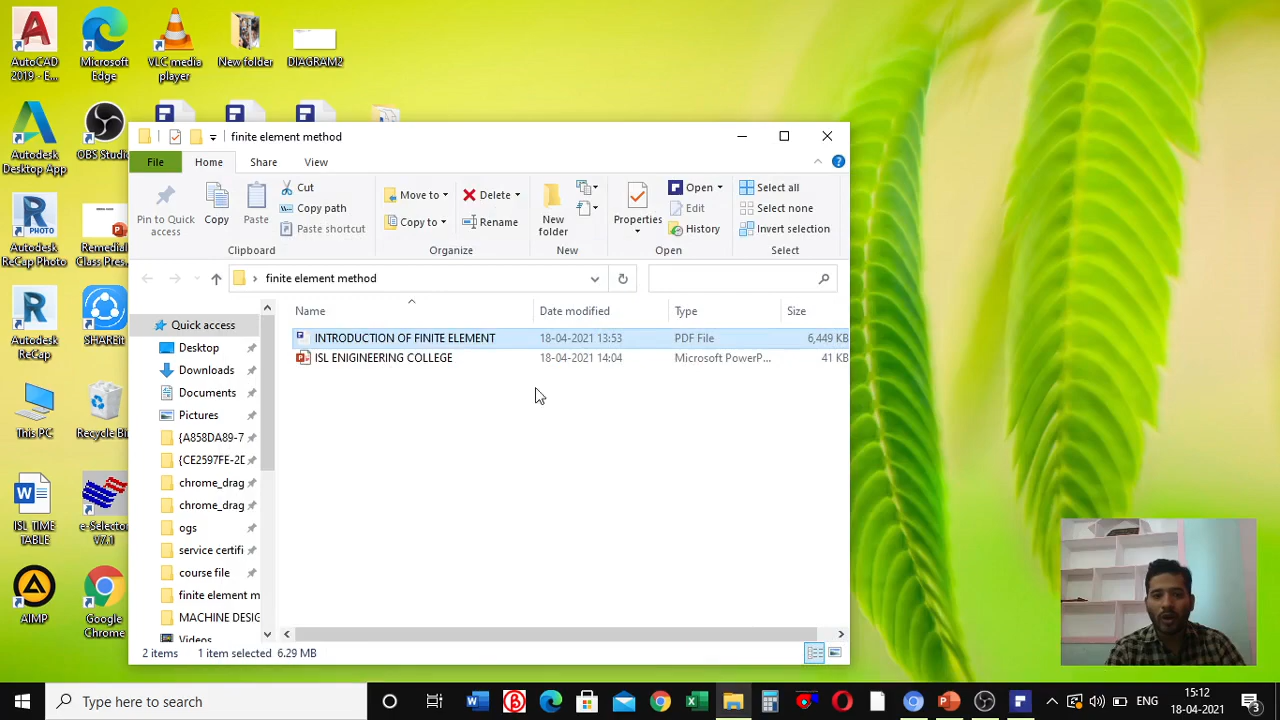 AutoCAD 2019 - E...
Microsoft Edge
VLC media player
New folder
DIAGRAM2
Autodesk Desktop App
OBS Studio
Autodesk ReCap Photo
Remedial Class Pres...
Autodesk ReCap
SHAREit
This PC
Recycle Bin
ISL TIME TABLE
e-Selector V7.1
AIMP
Google Chrome
finite element method
File
Home
Share
View
Pin to Quick access
Copy
Paste
Cut
Copy path
Paste shortcut
Clipboard
Move to
Copy to
Delete
Rename
Organize
New folder
New
Properties
Open
Edit
History
Open
Select all
Select none
Invert selection
Select
finite element method
Name
Date modified
Type
Size
INTRODUCTION OF FINITE ELEMENT 18-04-2021 13:53 PDF File 6,449 KB
ISL ENIGINEERING COLLEGE 18-04-2021 14:04 Microsoft PowerP... 41 KB
Quick access
Desktop
Downloads
Documents
Pictures
{A858DA89-7
{CE2597FE-2D
chrome_drag
chrome_drag
ogs
service certifi
course file
finite element m
MACHINE DESIG
Videos
2 items
1 item selected 6.29 MB
Type here to search
ENG
15:12
18-04-2021
3